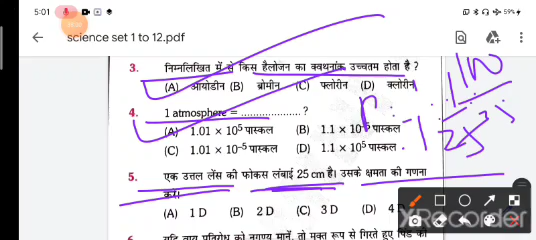 5:01
59%
science set 1 to 12.pdf
3. निम्नलिखित में से किस हैलोजन का क्वथनांक उच्चतम होता है ?
(A) आयोडीन (B) ब्रोमीन (C) फ्लोरीन (D) क्लोरीन
4. 1 atmosphere = .................... ?
(A) 1.01 × 10⁵ पास्कल (B) 1.1 × 10⁻⁵ पास्कल
(C) 1.01 × 10⁻⁵ पास्कल (D) 1.1 × 10⁵ पास्कल
5. एक उत्तल लेंस की फोकस लंबाई 25 cm है। उसके क्षमता की गणना
करें।
(A) 1 D (B) 2 D (C) 3 D (D) 4